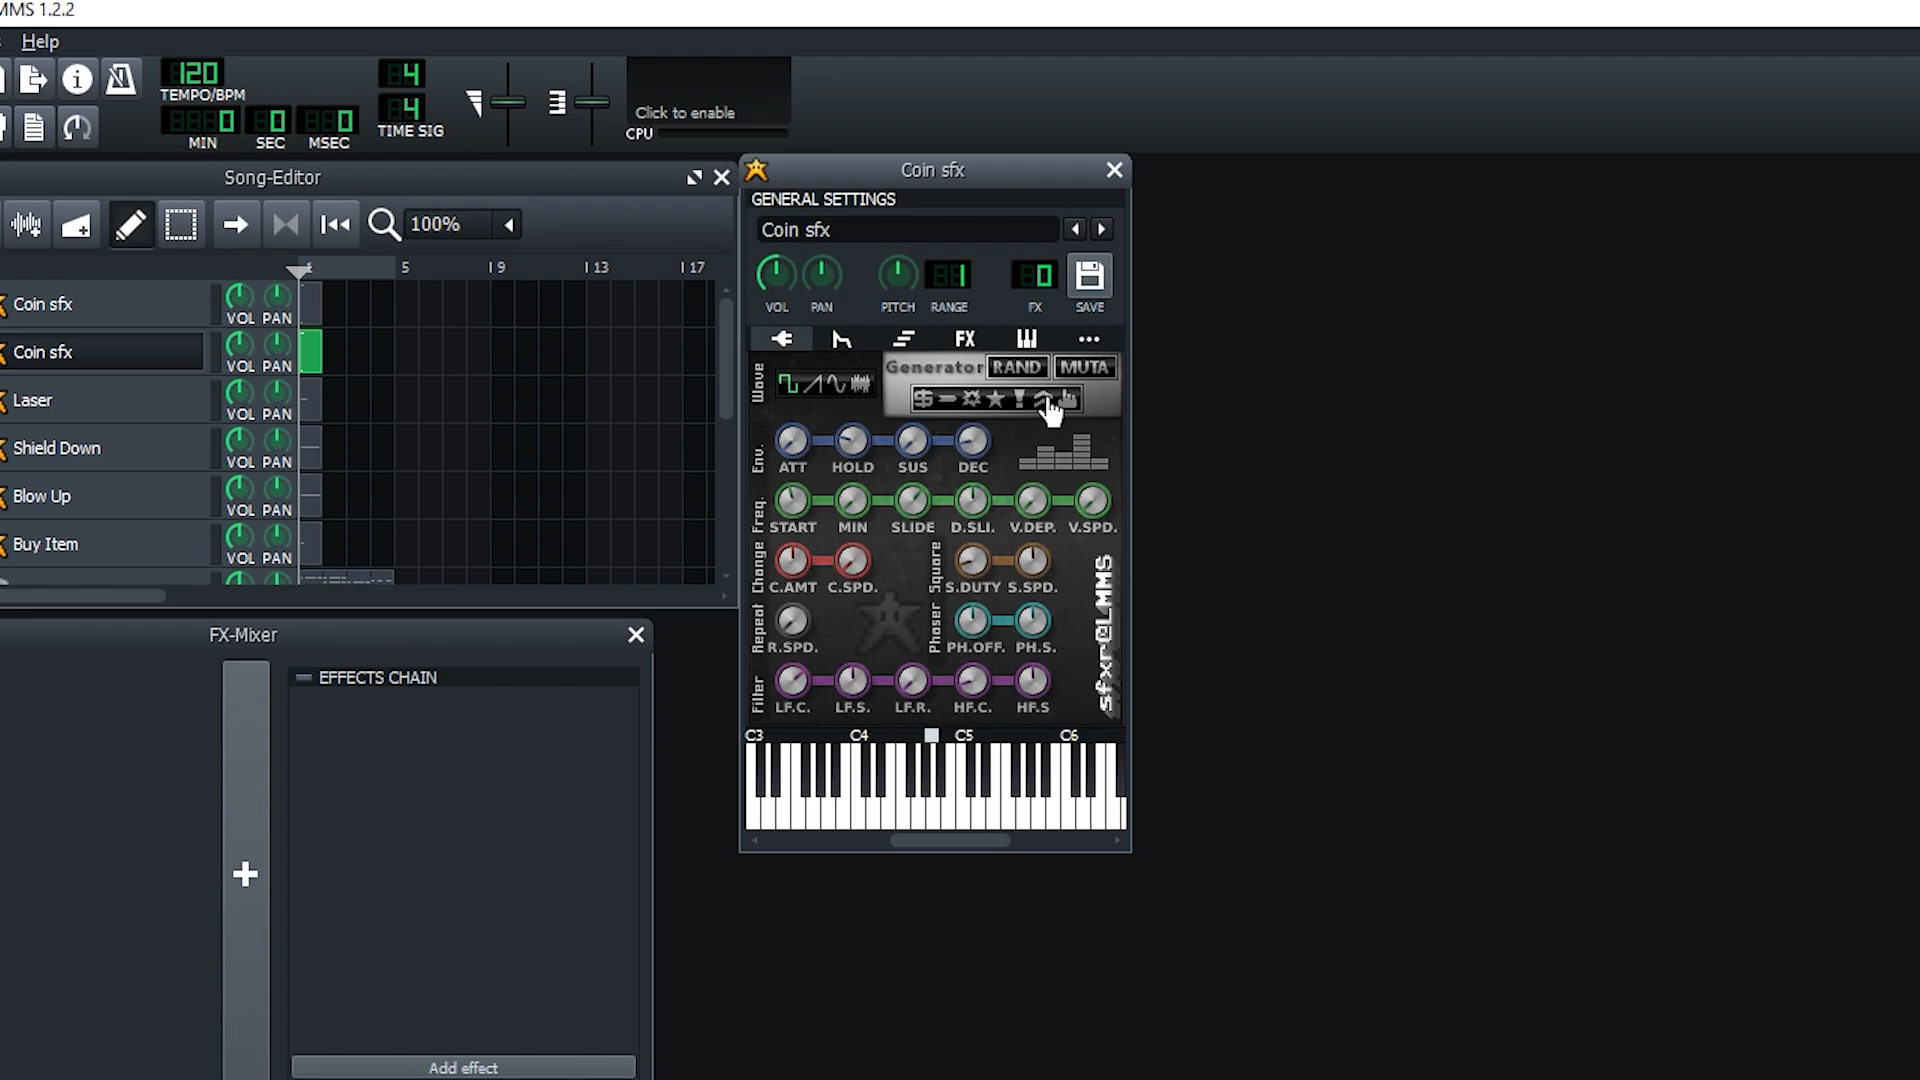 MMS 1.2.2
Help
120
TEMPO/BPM
0 0 0
MIN SEC MSEC
4
4
TIME SIG
Click to enable
CPU
Song-Editor
100%
1 5 9 13 17
Coin sfx
VOL PAN
Coin sfx
VOL PAN
Laser
VOL PAN
Shield Down
VOL PAN
Blow Up
VOL PAN
Buy Item
VOL PAN
FX-Mixer
EFFECTS CHAIN
Add effect
Coin sfx
GENERAL SETTINGS
Coin sfx
1 0
VOL PAN PITCH RANGE FX SAVE
FX
Wave
Generator RAND MUTA
Env.
ATT HOLD SUS DEC
Freq.
START MIN SLIDE D.SLI. V.DEP. V.SPD.
Change
C.AMT C.SPD.
Square
S.DUTY S.SPD.
Repeat
R.SPD.
Phaser
PH.OFF. PH.S.
Filter
LF.C. LF.S. LF.R. HF.C. HF.S
sfxr@LMMS
C3 C4 C5 C6